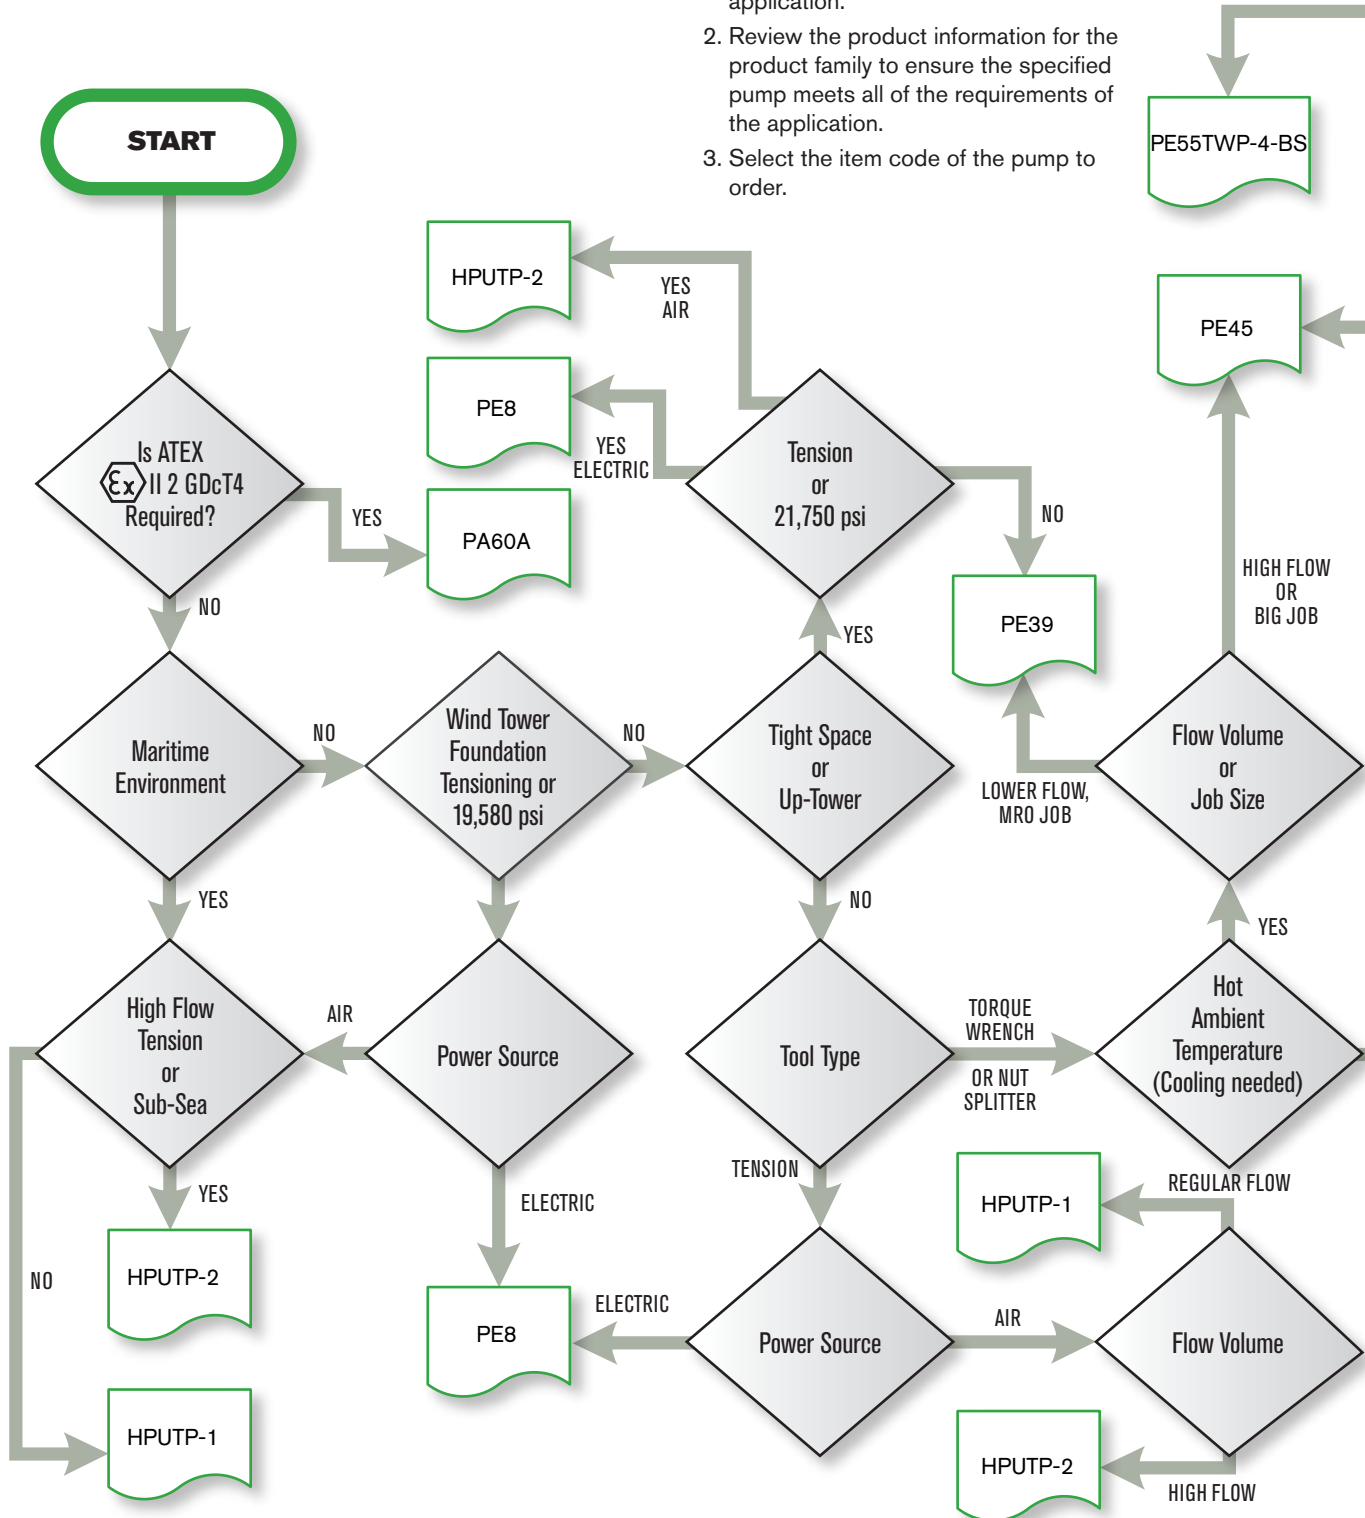 application.
2. Review the product information for the
product family to ensure the specified
pump meets all of the requirements of
the application.
3. Select the item code of the pump to
order.
START
PE55TWP-4-BS
HPUTP-2
YES
AIR
PE45
PE8
YES
ELECTRIC
Is ATEX
Ex II 2 GDcT4
Required?
YES
PA60A
Tension
or
21,750 psi
NO
HIGH FLOW
OR
BIG JOB
NO
YES
PE39
Maritime
Environment
NO
Wind Tower
Foundation
Tensioning or
19,580 psi
NO
Tight Space
or
Up-Tower
LOWER FLOW,
MRO JOB
Flow Volume
or
Job Size
YES
NO
YES
High Flow
Tension
or
Sub-Sea
AIR
Power Source
Tool Type
TORQUE
WRENCH
OR NUT
SPLITTER
Hot
Ambient
Temperature
(Cooling needed)
YES
ELECTRIC
TENSION
HPUTP-1
REGULAR FLOW
NO
HPUTP-2
PE8
ELECTRIC
Power Source
AIR
Flow Volume
HPUTP-1
HPUTP-2
HIGH FLOW